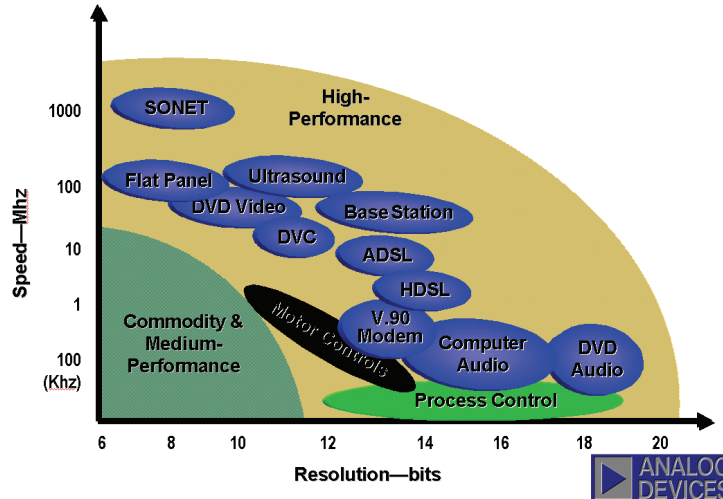 High-
Performance
SONET
1000
Ultrasound
Flat Panel
100
DVD Video
Base Station
DVC
10
ADSL
HDSL
1
Speed—Mhz
Motor Controls
V.90
Modem
Commodity &
Medium-
Performance
Computer
Audio
DVD
Audio
100
(Khz)
Process Control
6
8
10
12
14
16
18
20
Resolution—bits
ANALOG
DEVICES